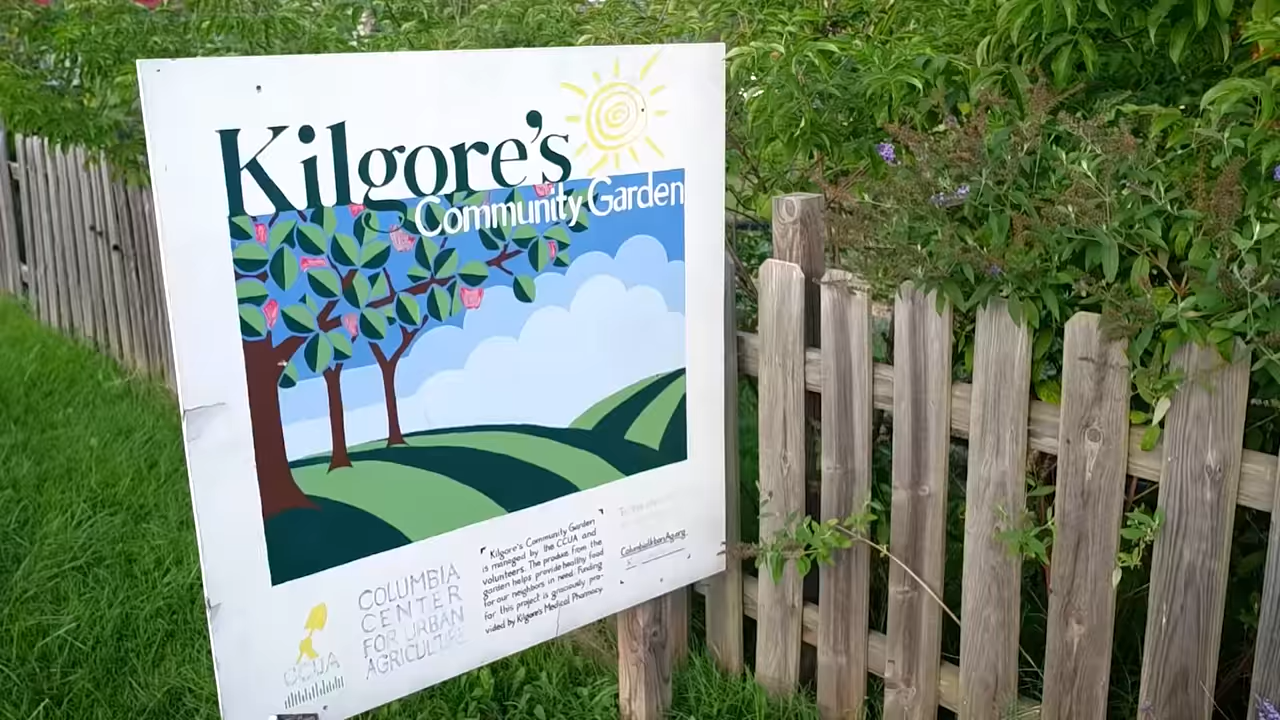 Kilgore's
Community Garden
Kilgore's Community Garden
is managed by the CCUA and
volunteers. The produce from the
garden helps provide healthy food
for our neighbors in need. Funding
for this project is graciously pro-
vided by Kilgore's Medical Pharmacy.
ColumbiaUrbanAg.org
COLUMBIA
CENTER
FOR URBAN
AGRICULTURE
CCUA